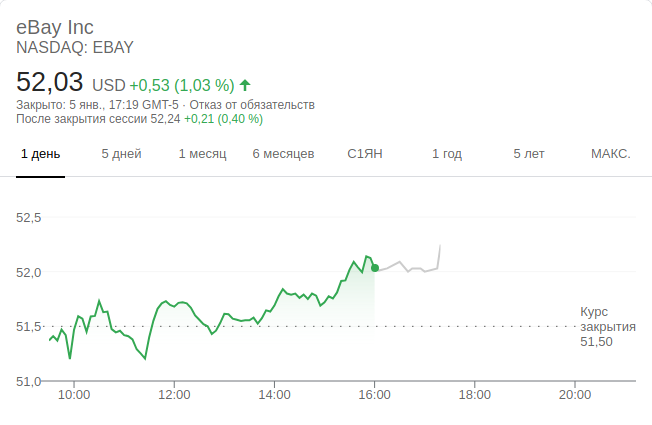 eBay Inc
NASDAQ: EBAY
52,03 USD +0,53 (1,03 %)
Закрыто: 5 янв., 17:19 GMT-5 · Отказ от обязательств
После закрытия сессии 52,24 +0,21 (0,40 %)
1 день 5 дней 1 месяц 6 месяцев С1ЯН 1 год 5 лет МАКС.
52,5
52,0
51,5
51,0
Курс
закрытия
51,50
10:00 12:00 14:00 16:00 18:00 20:00